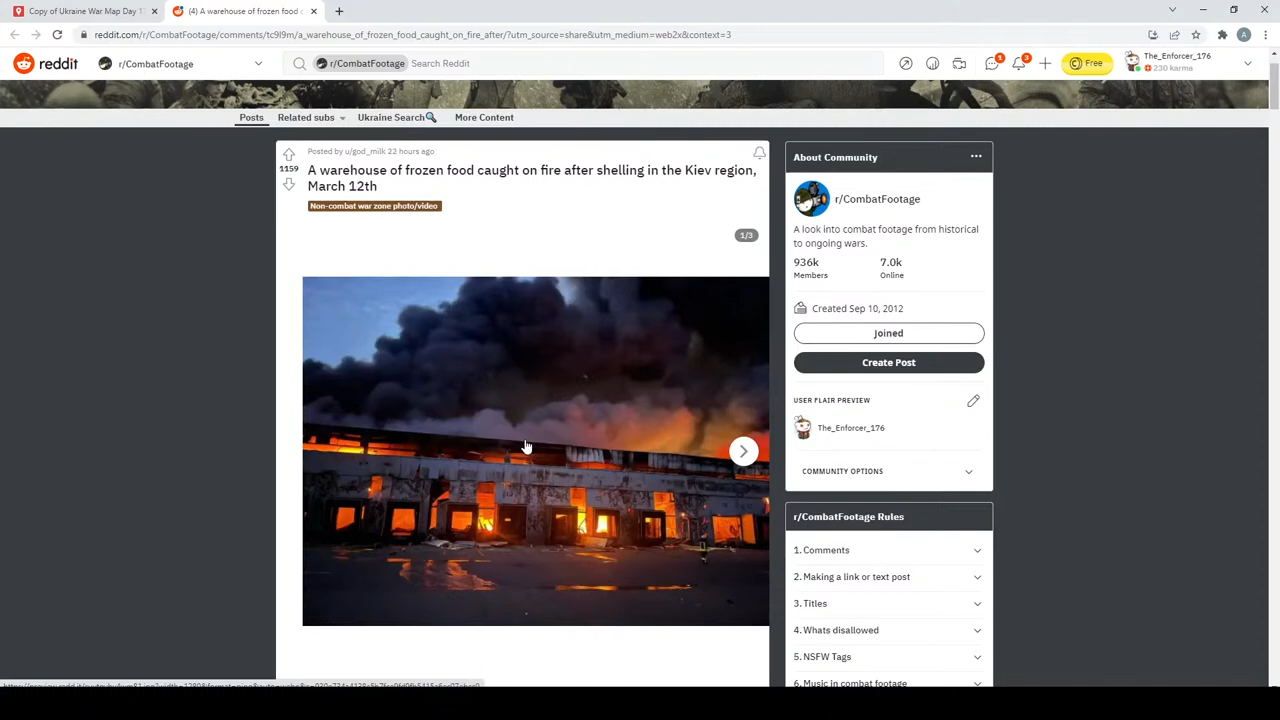 Copy of Ukraine War Map Day 1
(4) A warehouse of frozen food c
reddit.com/r/CombatFootage/comments/tc9l9m/a_warehouse_of_frozen_food_caught_on_fire_after/?utm_source=share&utm_medium=web2x&context=3
A
reddit
r/CombatFootage
r/CombatFootage
Search Reddit
1
3
Free
The_Enforcer_176
230 karma
Posts
Related subs
Ukraine Search
More Content
Posted by u/god_milk 22 hours ago
1159
A warehouse of frozen food caught on fire after shelling in the Kiev region,
March 12th
Non-combat war zone photo/video
1/3
About Community
r/CombatFootage
A look into combat footage from historical
to ongoing wars.
936k
7.0k
Members
Online
Created Sep 10, 2012
Joined
Create Post
USER FLAIR PREVIEW
The_Enforcer_176
COMMUNITY OPTIONS
r/CombatFootage Rules
1. Comments
2. Making a link or text post
3. Titles
4. Whats disallowed
5. NSFW Tags
6. Music in combat footage